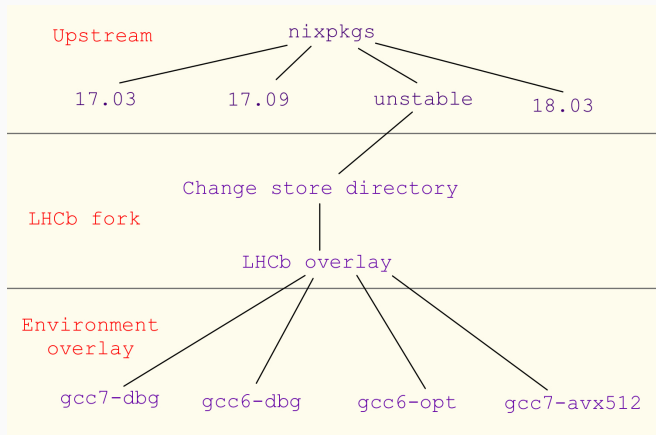 Upstream
nixpkgs
17.03
17.09
unstable
18.03
Change store directory
LHCb fork
LHCb overlay
Environment
overlay
gcc7-dbg
gcc6-dbg
gcc6-opt
gcc7-avx512